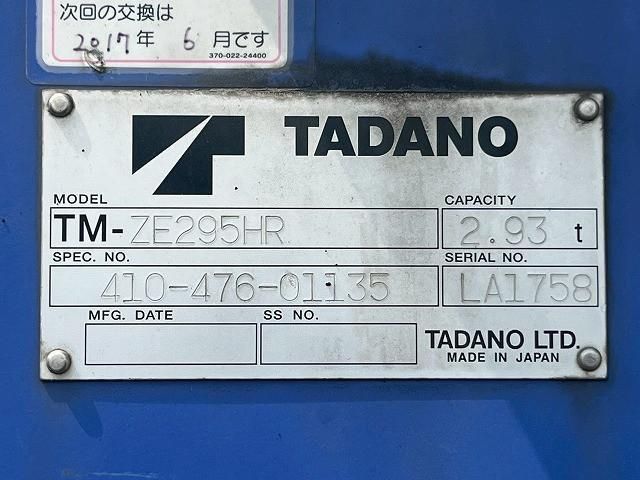 次回の交換は
2017年 6月です
370-022-24400
TADANO
MODEL CAPACITY
TM-ZE295HR 2.93 t
SPEC. NO. SERIAL NO.
410-476-01135 LA1758
MFG. DATE SS NO.
TADANO LTD.
MADE IN JAPAN